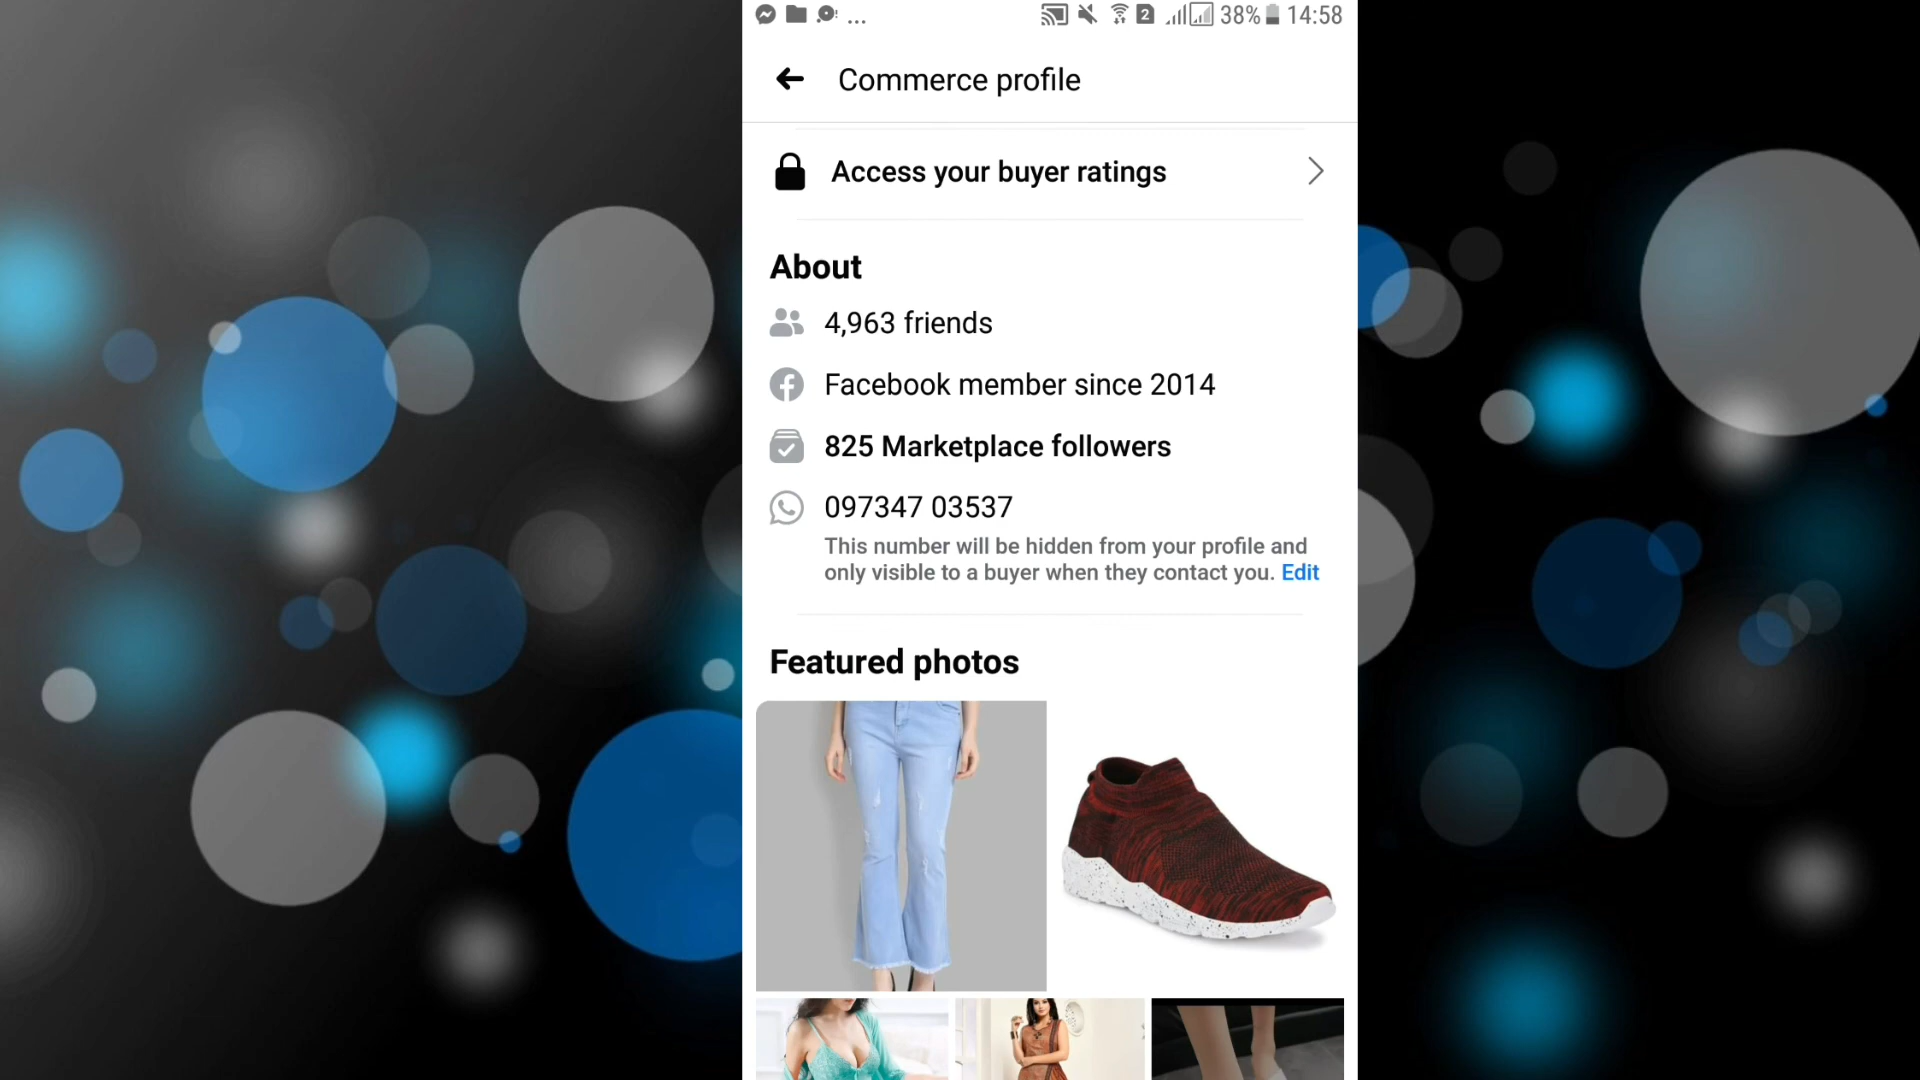 ... 2 38% 14:58
Commerce profile
Access your buyer ratings
About
4,963 friends
Facebook member since 2014
825 Marketplace followers
097347 03537
This number will be hidden from your profile and
only visible to a buyer when they contact you. Edit
Featured photos